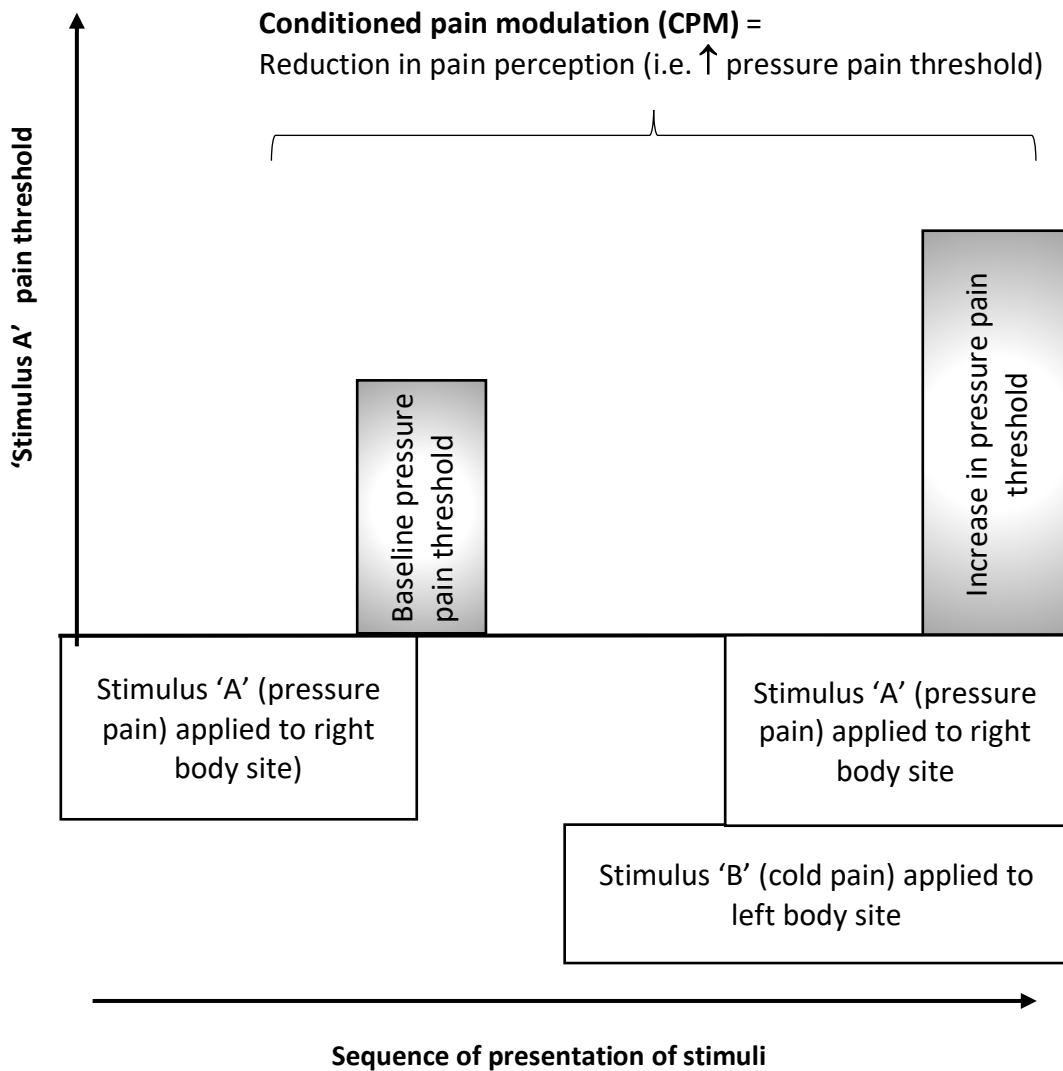 Conditioned pain modulation (CPM) =
Reduction in pain perception (i.e. ↑ pressure pain threshold)
‘Stimulus A’ pain threshold
Baseline pressure
pain threshold
Increase in pressure pain
threshold
Stimulus ‘A’ (pressure
pain) applied to right
body site)
Stimulus ‘A’ (pressure
pain) applied to right
body site
Stimulus ‘B’ (cold pain) applied to
left body site
Sequence of presentation of stimuli